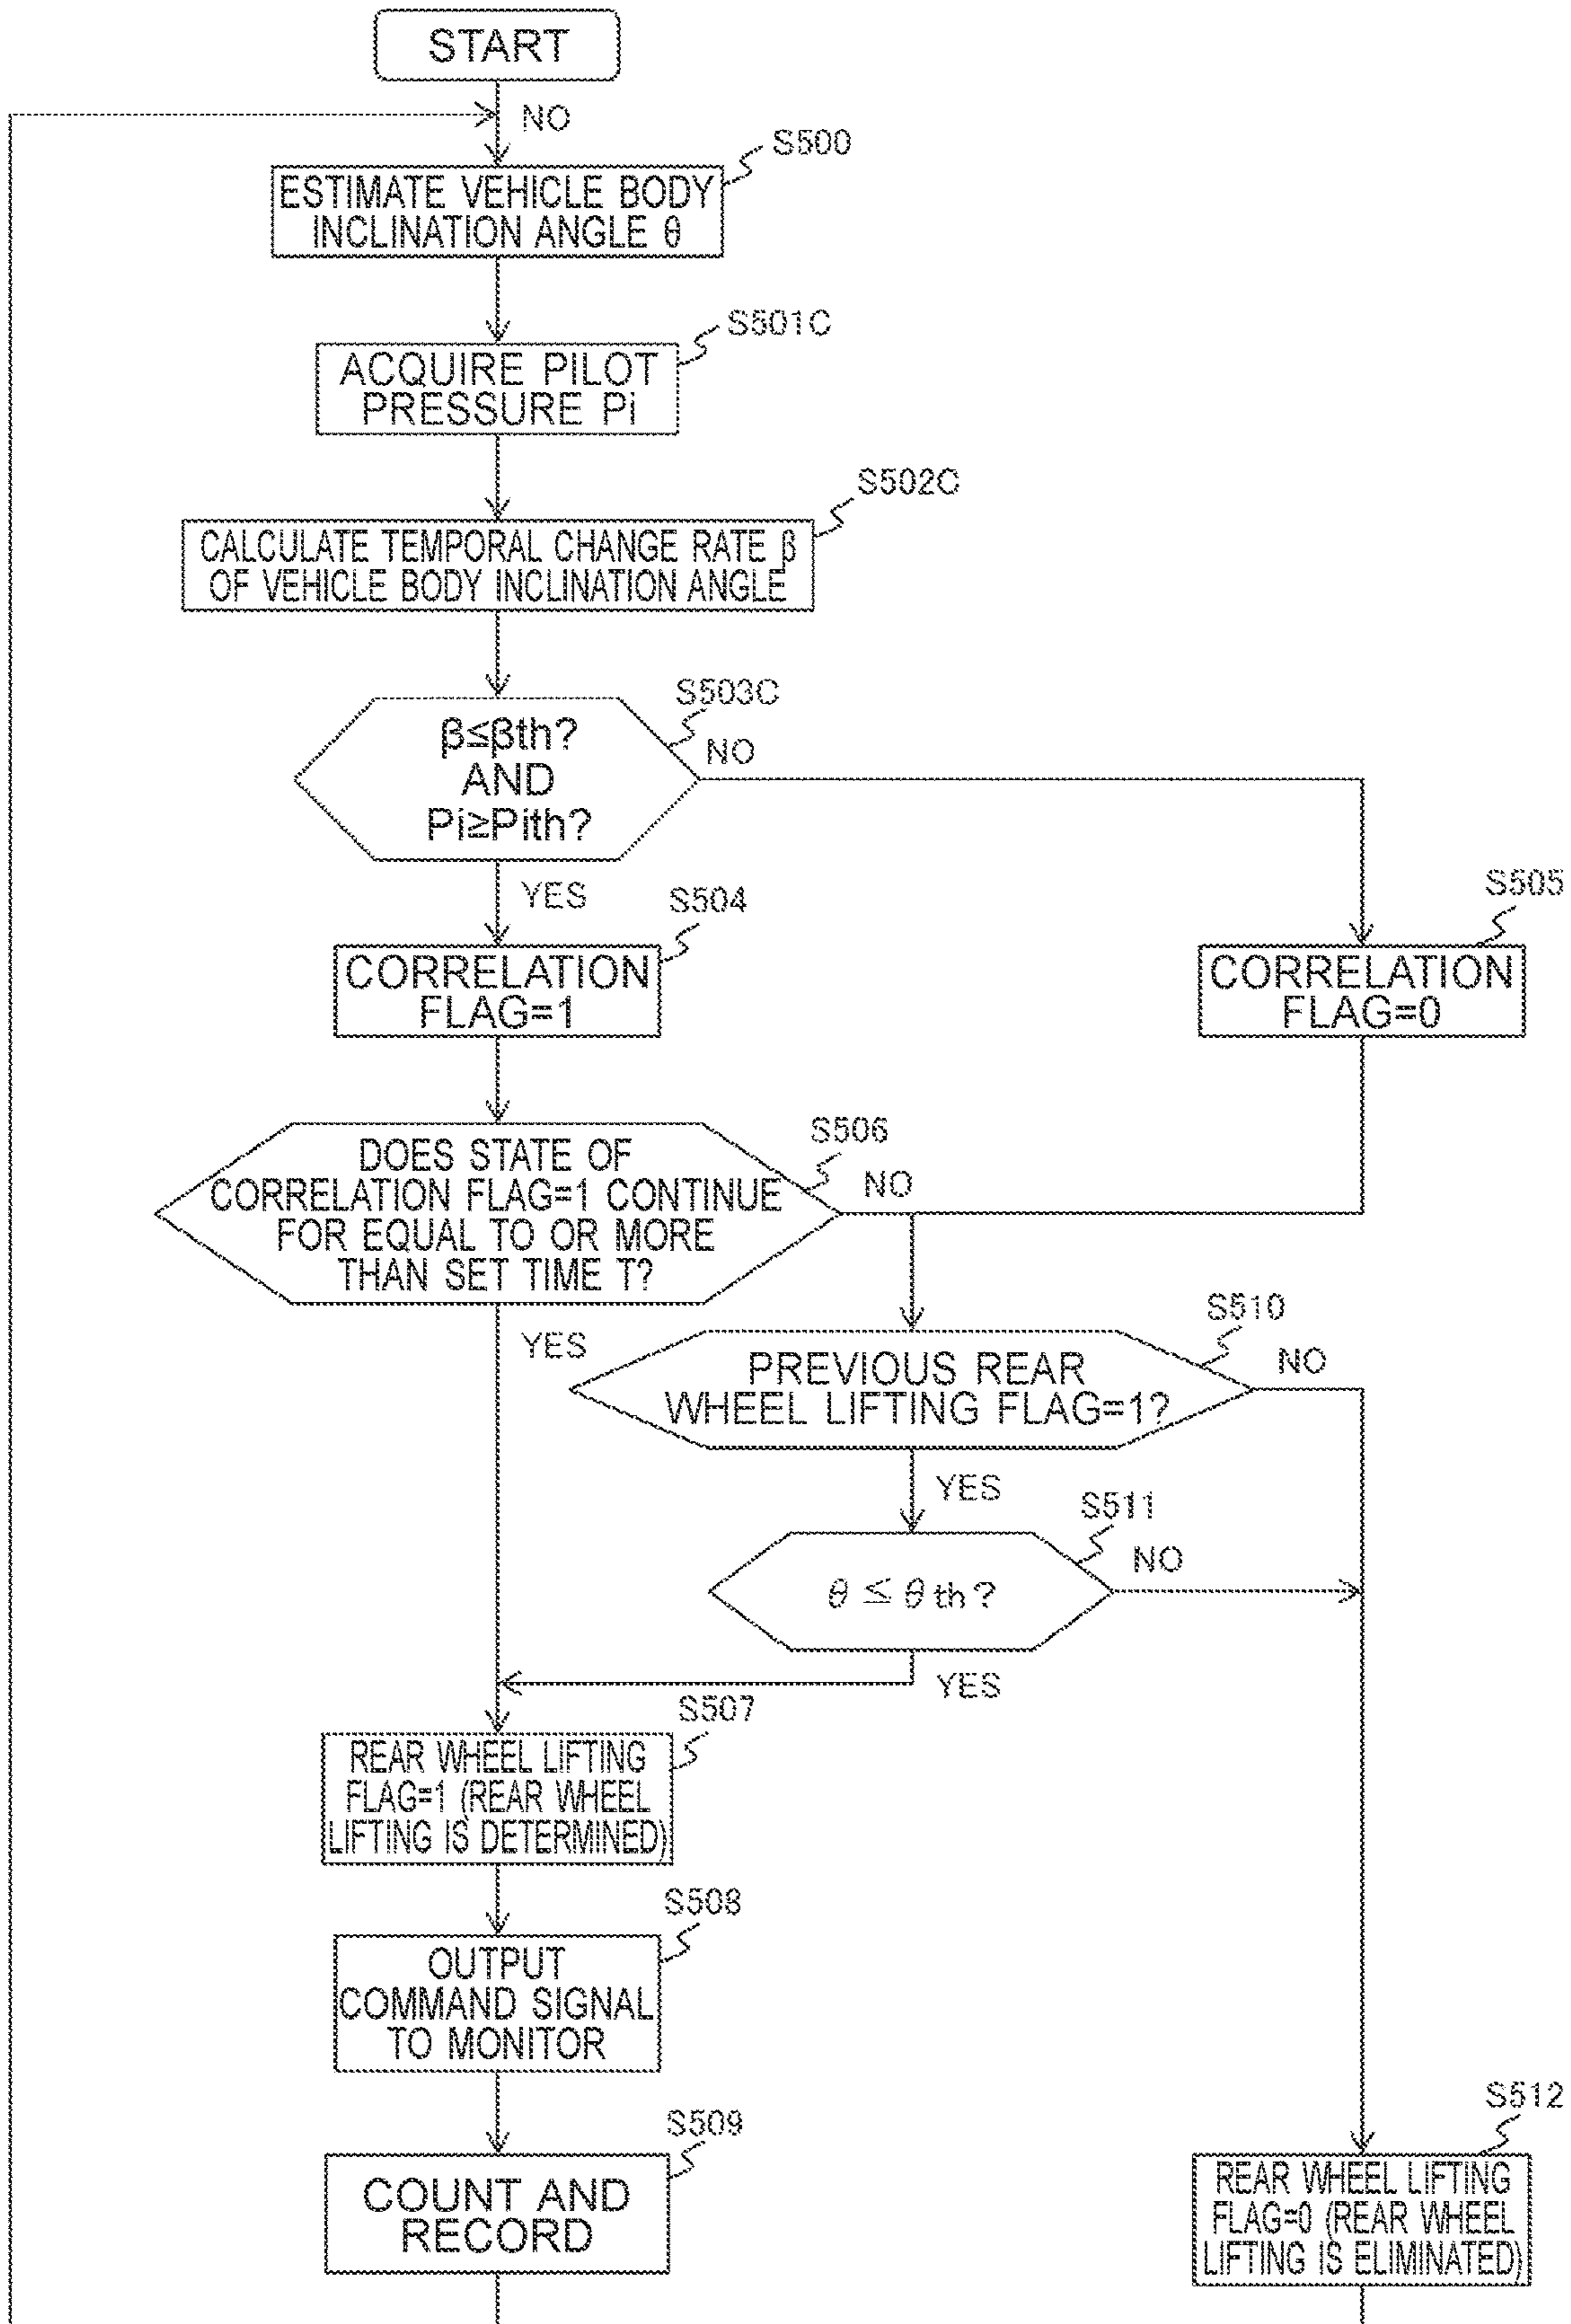 START
NO
S500
ESTIMATE VEHICLE BODY
INCLINATION ANGLE θ
S501C
ACQUIRE PILOT
PRESSURE Pi
S502C
CALCULATE TEMPORAL CHANGE RATE β
OF VEHICLE BODY INCLINATION ANGLE
S503C
β≤βth?
AND
Pi≥Pith?
NO
YES
S504
CORRELATION
FLAG=1
S505
CORRELATION
FLAG=0
S506
DOES STATE OF
CORRELATION FLAG=1 CONTINUE
FOR EQUAL TO OR MORE
THAN SET TIME T?
NO
YES
S510
PREVIOUS REAR
WHEEL LIFTING FLAG=1?
NO
YES
S511
θ ≤ θ th ?
NO
YES
S507
REAR WHEEL LIFTING
FLAG=1 (REAR WHEEL
LIFTING IS DETERMINED)
S508
OUTPUT
COMMAND SIGNAL
TO MONITOR
S509
COUNT AND
RECORD
S512
REAR WHEEL LIFTING
FLAG=0 (REAR WHEEL
LIFTING IS ELIMINATED)